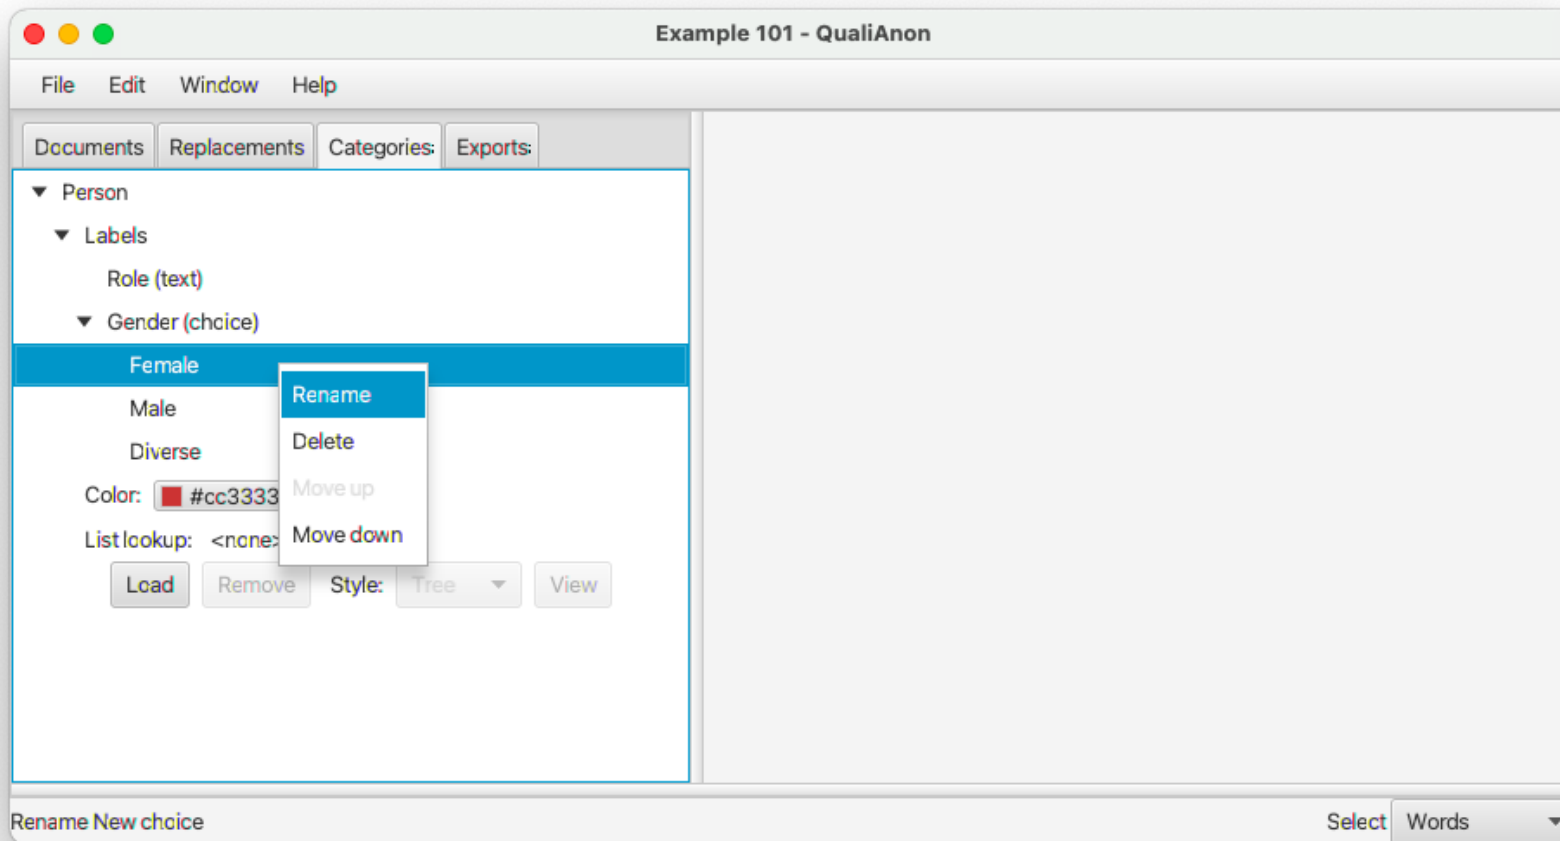 Example 101 - QualiAnon
File Edit Window Help
Documents Replacements Categories Exports
Person
Labels
Role (text)
Gender (choice)
Female
Rename
Male
Delete
Diverse
Move up
Color: #cc3333
Move down
List lookup: <none>
Load Remove Style: Tree View
Rename New choice
Select Words